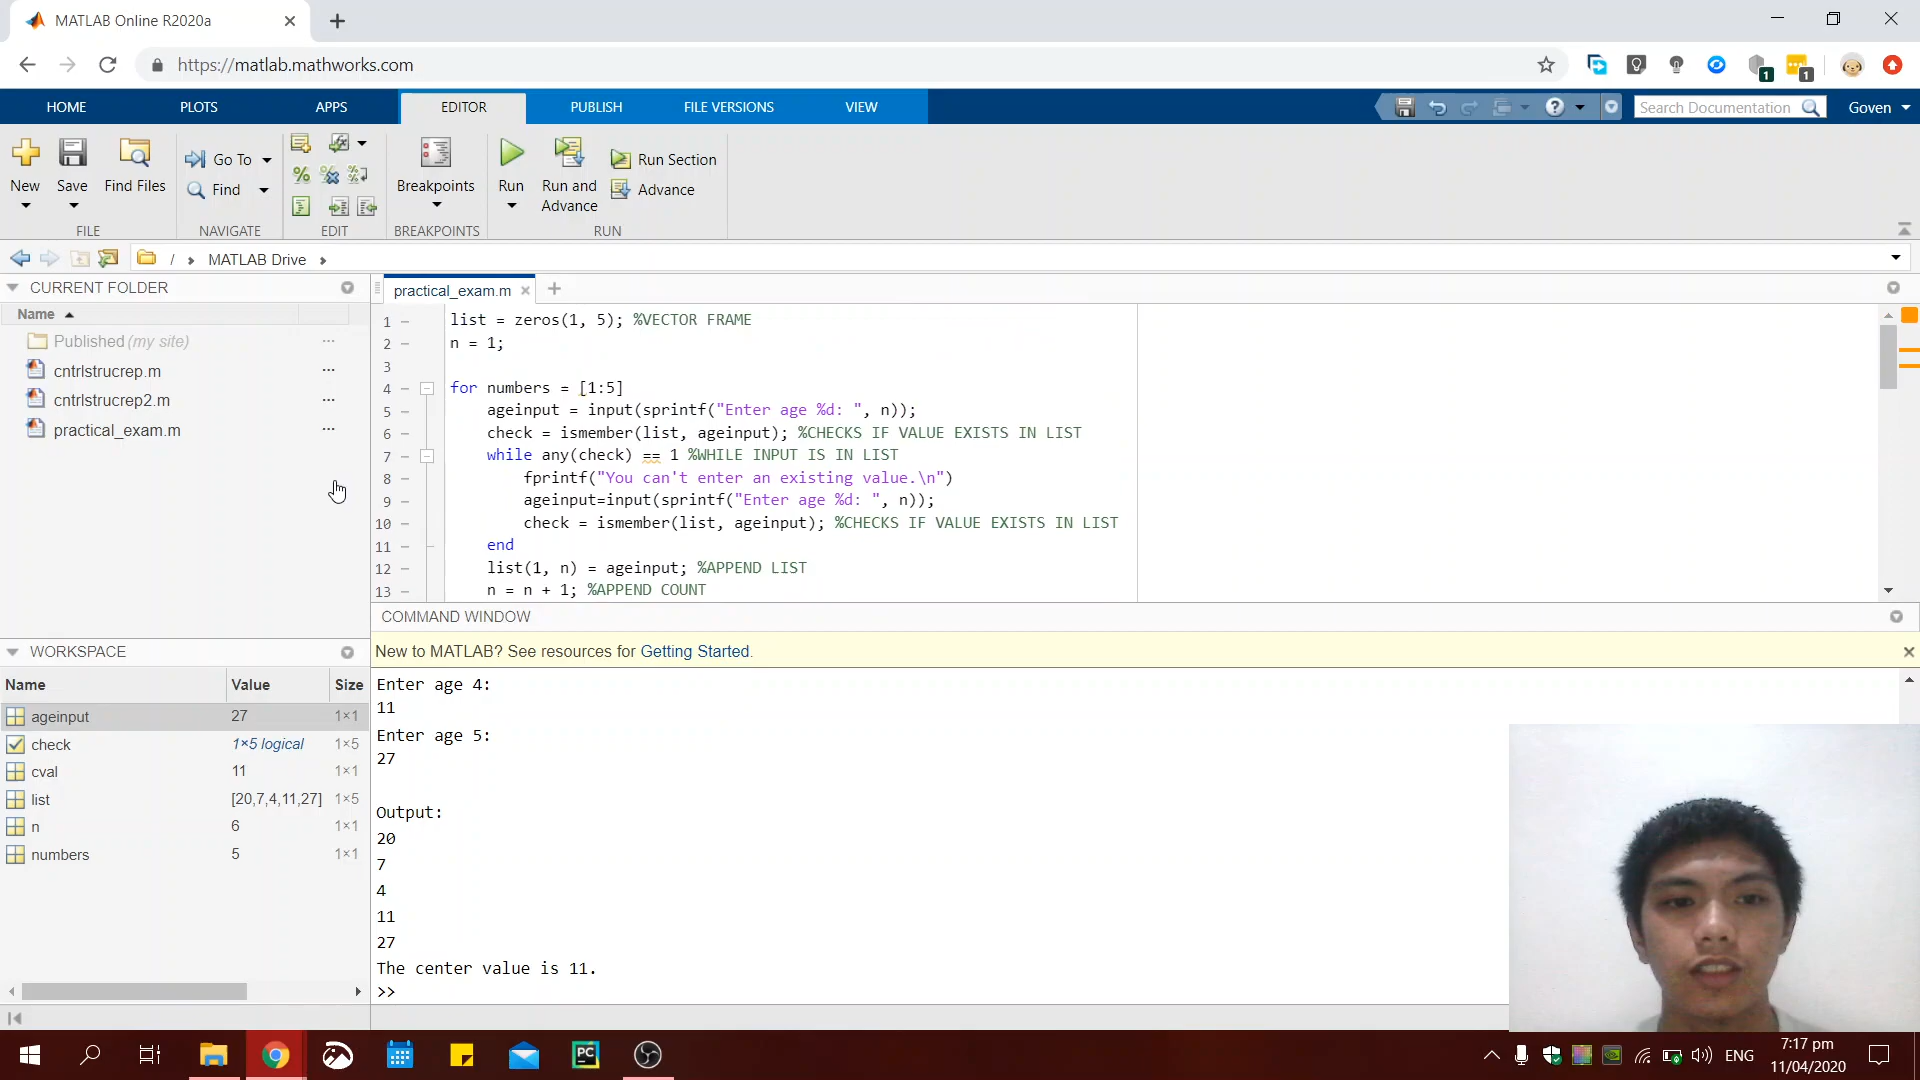 MATLAB Online R2020a
https://matlab.mathworks.com
1
1
HOME
PLOTS
APPS
EDITOR
PUBLISH
FILE VERSIONS
VIEW
Search Documentation
Goven
New
Save
Find Files
Go To
Find
Breakpoints
Run
Run and
Advance
Run Section
Advance
FILE
NAVIGATE
EDIT
BREAKPOINTS
RUN
/
MATLAB Drive
CURRENT FOLDER
Name
Published (my site)
cntrlstrucrep.m
cntrlstrucrep2.m
practical_exam.m
practical_exam.m
1 list = zeros(1, 5); %VECTOR FRAME
2 n = 1;
3
4 for numbers = [1:5]
5 ageinput = input(sprintf("Enter age %d: ", n));
6 check = ismember(list, ageinput); %CHECKS IF VALUE EXISTS IN LIST
7 while any(check) == 1 %WHILE INPUT IS IN LIST
8 fprintf("You can't enter an existing value.\n")
9 ageinput=input(sprintf("Enter age %d: ", n));
10 check = ismember(list, ageinput); %CHECKS IF VALUE EXISTS IN LIST
11 end
12 list(1, n) = ageinput; %APPEND LIST
13 n = n + 1; %APPEND COUNT
WORKSPACE
Name Value Size
ageinput 27 1×1
check 1×5 logical 1×5
cval 11 1×1
list [20,7,4,11,27] 1×5
n 6 1×1
numbers 5 1×1
COMMAND WINDOW
New to MATLAB? See resources for Getting Started.
Enter age 4:
11
Enter age 5:
27
Output:
20
7
4
11
27
The center value is 11.
>>
PC
ENG
7:17 pm
11/04/2020